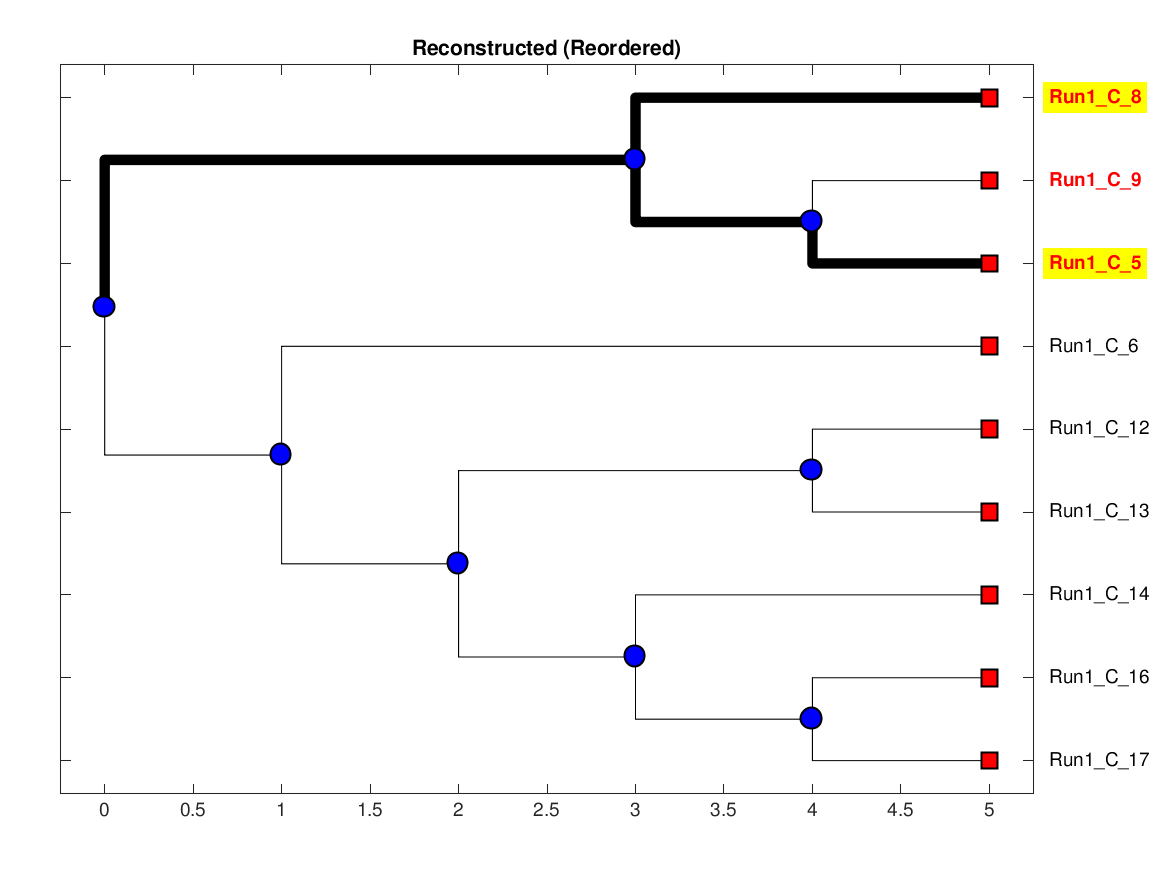 Reconstructed (Reordered)
Run1_C_8
Run1_C_9
Run1_C_5
Run1_C_6
Run1_C_12
Run1_C_13
Run1_C_14
Run1_C_16
Run1_C_17
0 0.5 1 1.5 2 2.5 3 3.5 4 4.5 5